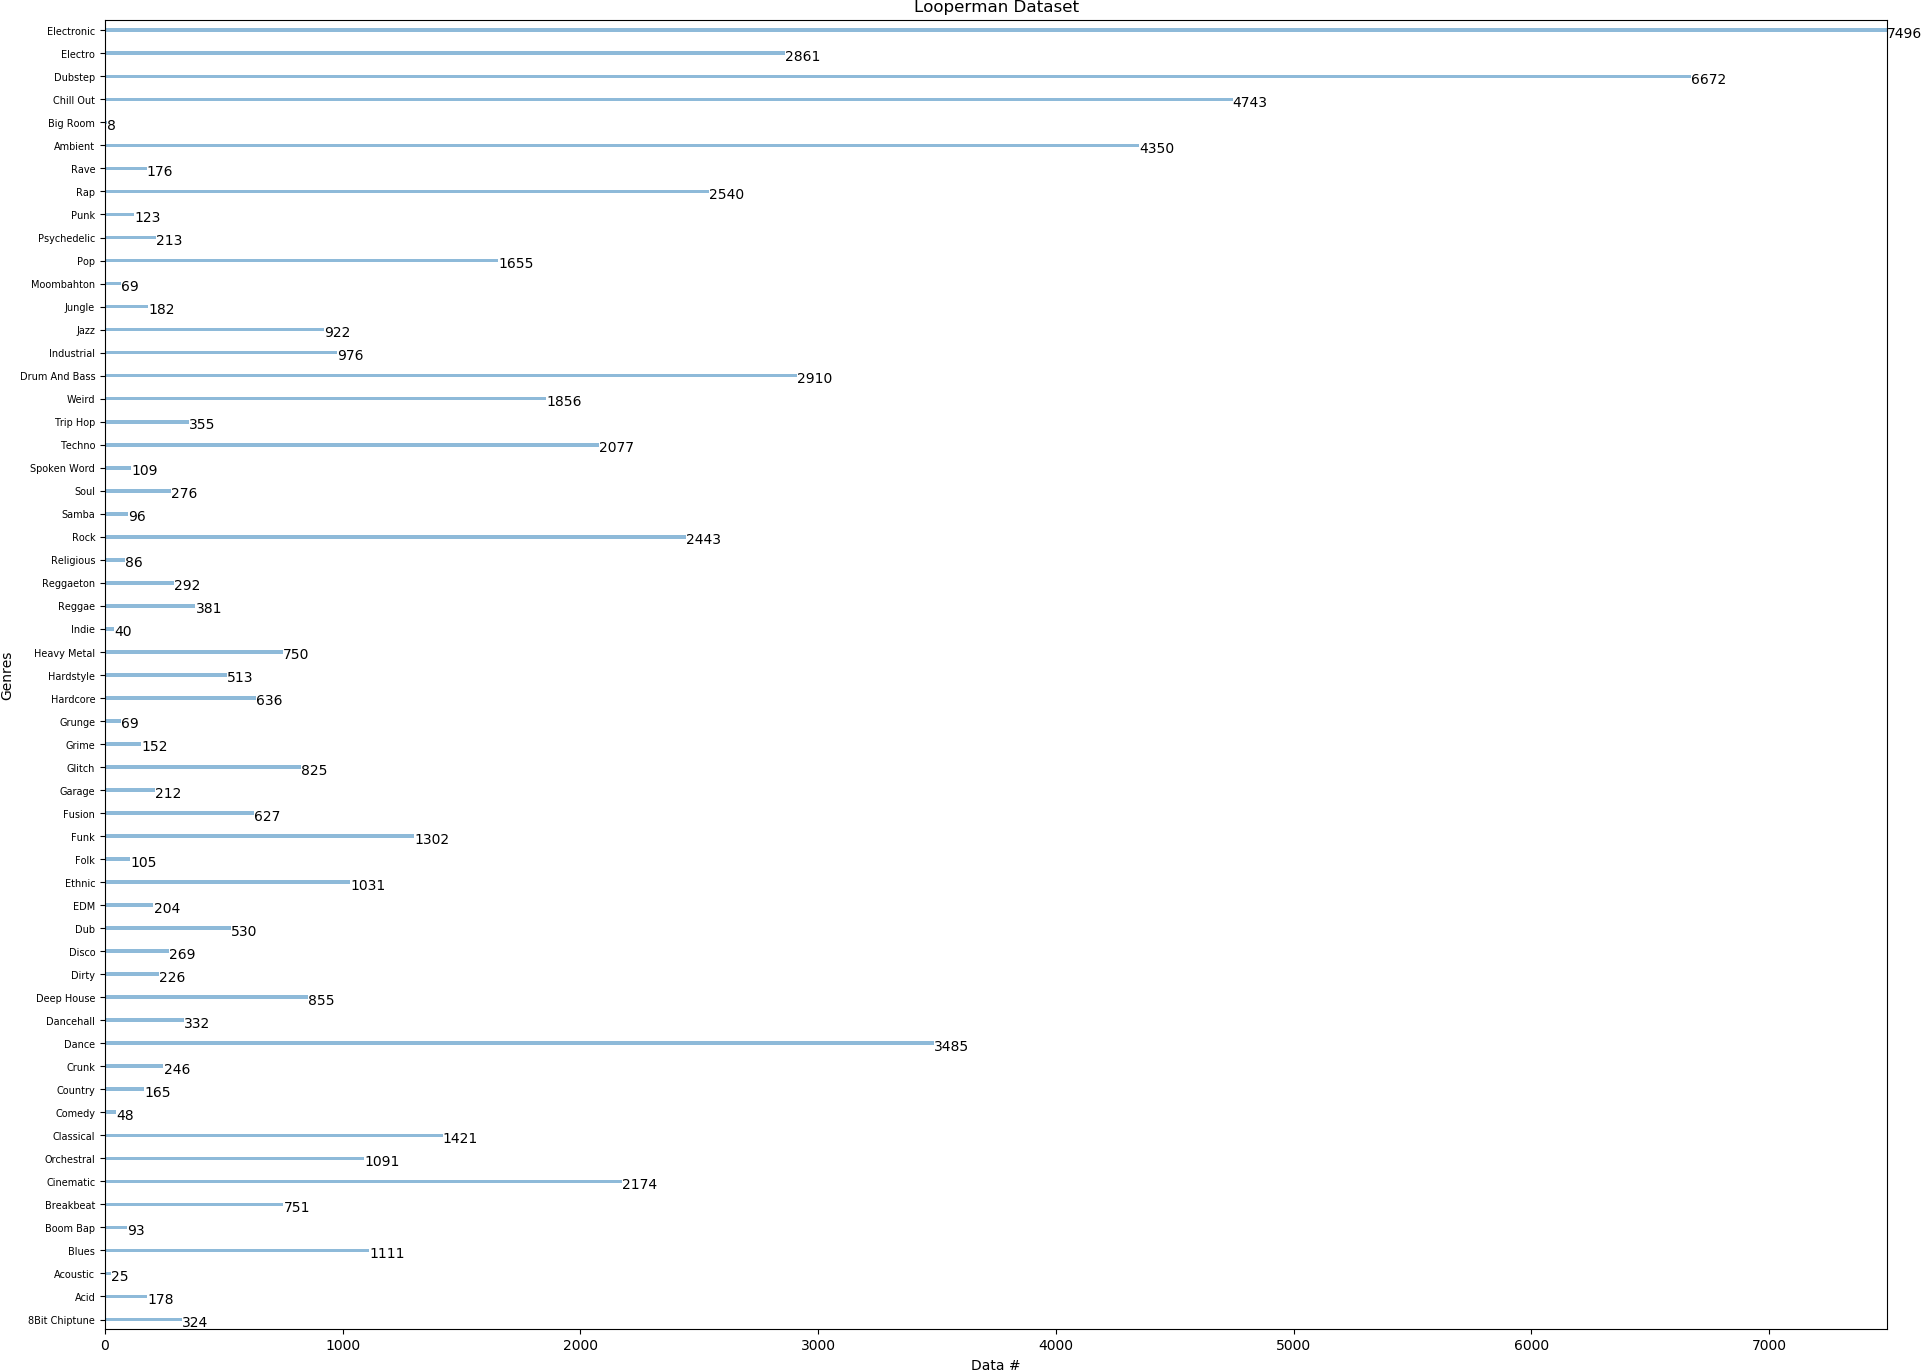 Looperman Dataset
Electronic 7496
Electro 2861
Dubstep 6672
Chill Out 4743
Big Room 8
Ambient 4350
Rave 176
Rap 2540
Punk 123
Psychedelic 213
Pop 1655
Moombahton 69
Jungle 182
Jazz 922
Industrial 976
Drum And Bass 2910
Weird 1856
Trip Hop 355
Techno 2077
Spoken Word 109
Soul 276
Samba 96
Rock 2443
Religious 86
Reggaeton 292
Reggae 381
Indie 40
Heavy Metal 750
Hardstyle 513
Hardcore 636
Grunge 69
Grime 152
Glitch 825
Garage 212
Fusion 627
Funk 1302
Folk 105
Ethnic 1031
EDM 204
Dub 530
Disco 269
Dirty 226
Deep House 855
Dancehall 332
Dance 3485
Crunk 246
Country 165
Comedy 48
Classical 1421
Orchestral 1091
Cinematic 2174
Breakbeat 751
Boom Bap 93
Blues 1111
Acoustic 25
Acid 178
8Bit Chiptune 324
Genres
0 1000 2000 3000 4000 5000 6000 7000
Data #